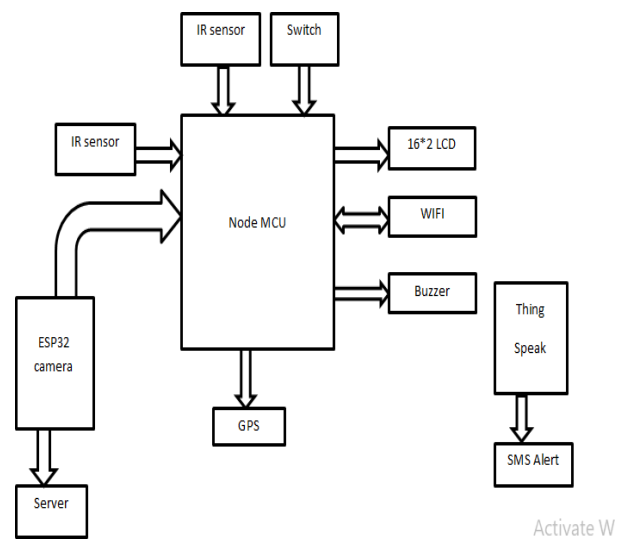 IR sensor
Switch
IR sensor
16*2 LCD
Node MCU
WIFI
Buzzer
Thing
Speak
ESP32
camera
GPS
SMS Alert
Server
Activate W